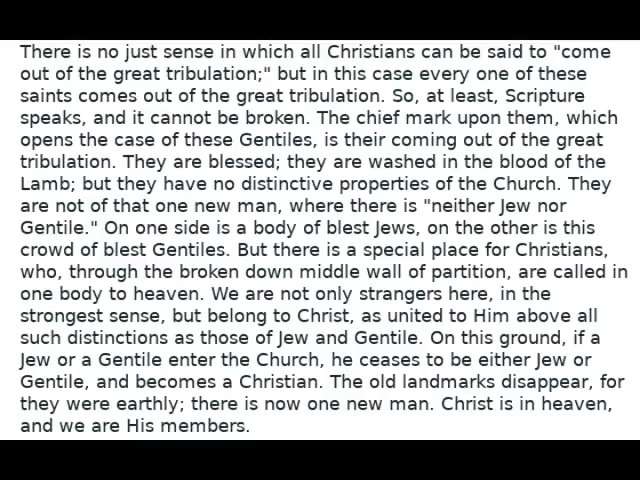 There is no just sense in which all Christians can be said to "come
out of the great tribulation;" but in this case every one of these
saints comes out of the great tribulation. So, at least, Scripture
speaks, and it cannot be broken. The chief mark upon them, which
opens the case of these Gentiles, is their coming out of the great
tribulation. They are blessed; they are washed in the blood of the
Lamb; but they have no distinctive properties of the Church. They
are not of that one new man, where there is "neither Jew nor
Gentile." On one side is a body of blest Jews, on the other is this
crowd of blest Gentiles. But there is a special place for Christians,
who, through the broken down middle wall of partition, are called in
one body to heaven. We are not only strangers here, in the
strongest sense, but belong to Christ, as united to Him above all
such distinctions as those of Jew and Gentile. On this ground, if a
Jew or a Gentile enter the Church, he ceases to be either Jew or
Gentile, and becomes a Christian. The old landmarks disappear, for
they were earthly; there is now one new man. Christ is in heaven,
and we are His members.